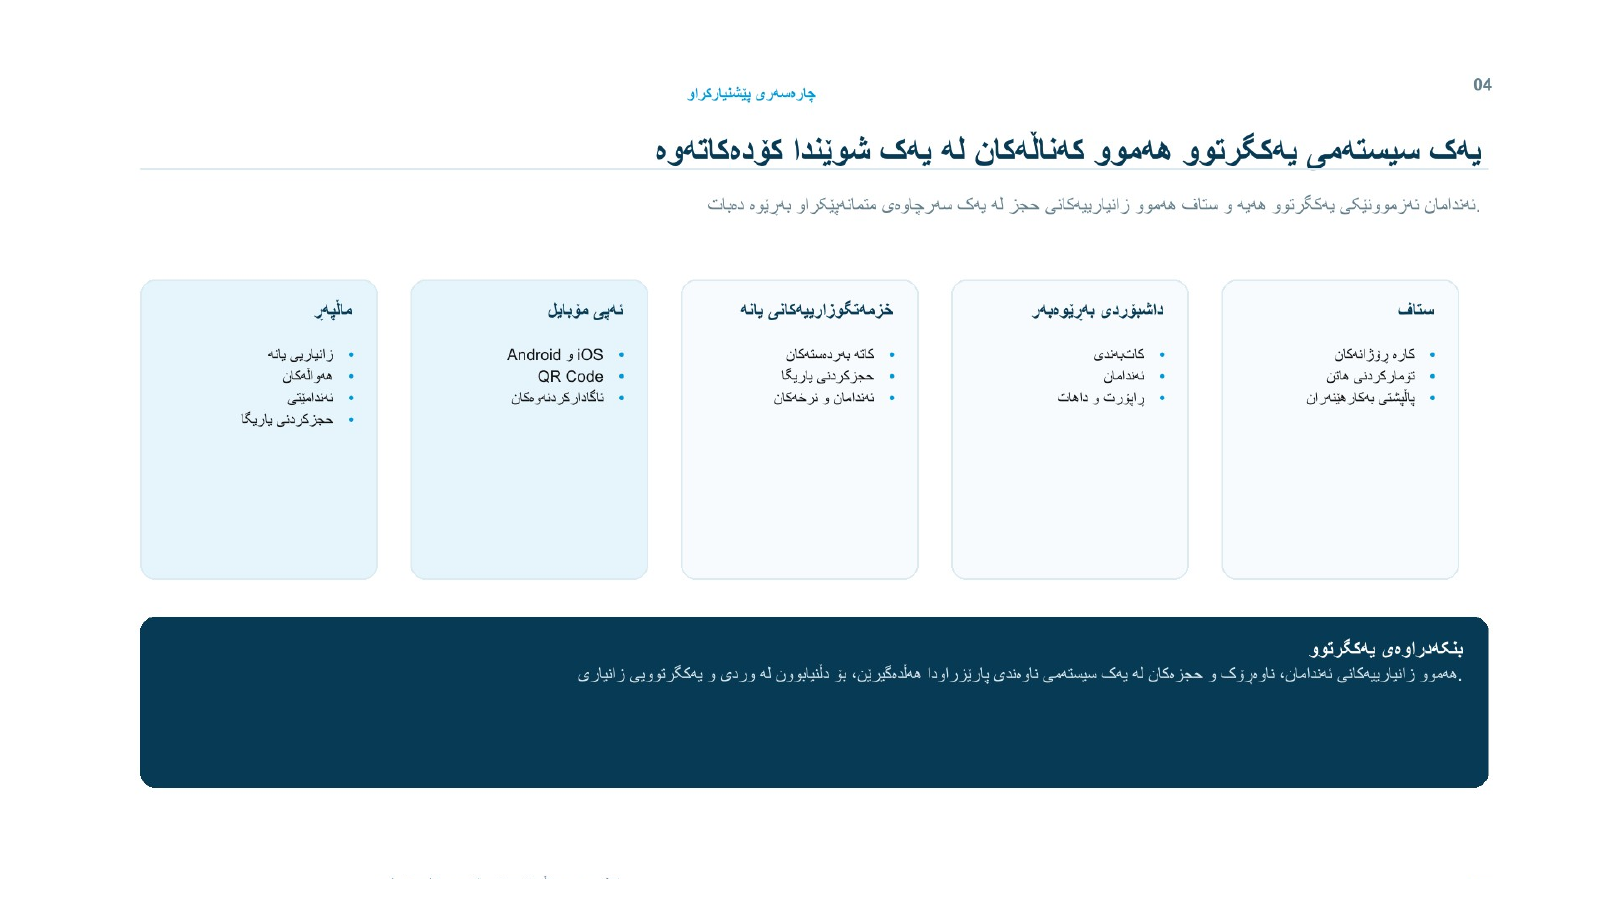 04
چارەسەری پێشنیارکراو
یەک سیستەمی یەکگرتوو هەموو کەناڵەکان لە یەک شوێندا کۆدەکاتەوە
ئەندامان ئەزموونێکی یەکگرتوو هەیە و ستاف هەموو زانیارییەکانی حجز لە یەک سەرچاوەی متمانەپێکراو بەڕێوە دەبات.
ستاف
کارە ڕۆژانەکان
تۆمارکردنی هاتن
پاڵپشتی بەکارهێنەران
داشبۆردی بەڕێوەبەر
کات‌بەندی
ئەندامان
ڕاپۆرت و داهات
خزمەتگوزارییەکانی یانە
کاتە بەردەستەکان
حجزکردنی یاریگا
ئەندامان و نرخەکان
ئەپی مۆبایل
iOS و Android
QR Code
ئاگادارکردنەوەکان
ماڵپەڕ
زانیاریی یانە
هەواڵەکان
ئەندامێتی
حجزکردنی یاریگا
بنکەدراوەی یەکگرتوو
هەموو زانیارییەکانی ئەندامان، ناوەڕۆک و حجزەکان لە یەک سیستەمی ناوەندی پارێزراودا هەڵدەگیرێن، بۆ دڵنیابوون لە وردی و یەکگرتوویی زانیاری.